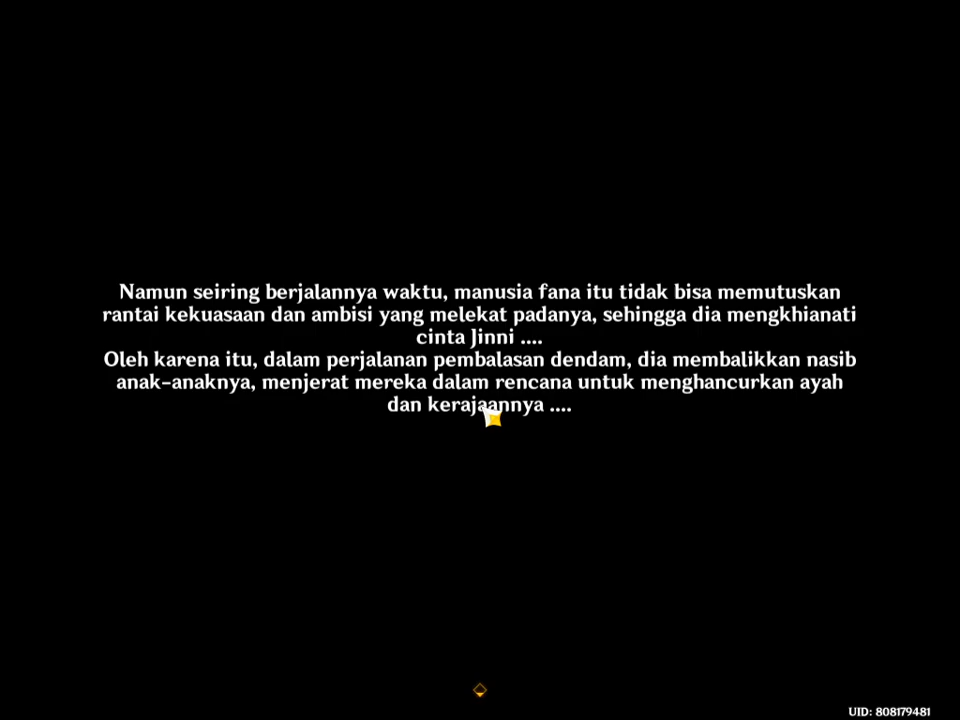 Namun seiring berjalannya waktu, manusia fana itu tidak bisa memutuskan
rantai kekuasaan dan ambisi yang melekat padanya, sehingga dia mengkhianati
cinta Jinni ....
Oleh karena itu, dalam perjalanan pembalasan dendam, dia membalikkan nasib
anak-anaknya, menjerat mereka dalam rencana untuk menghancurkan ayah
dan kerajaannya ....
UID: 808179481